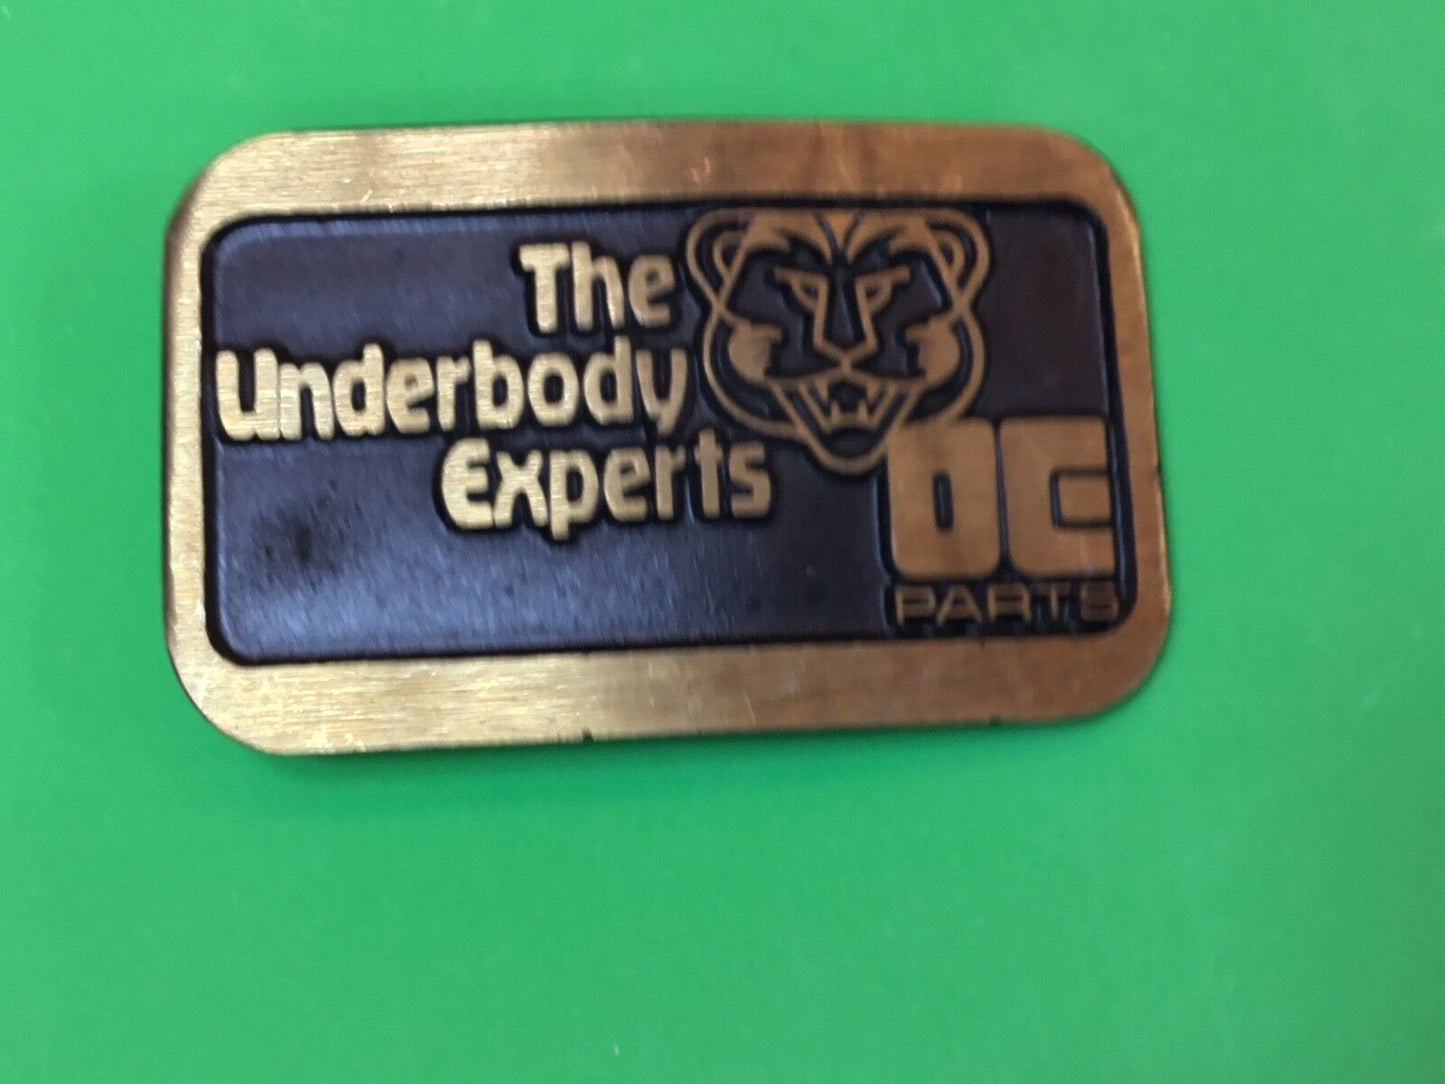 The
Underbody
Experts
OC
PARTS